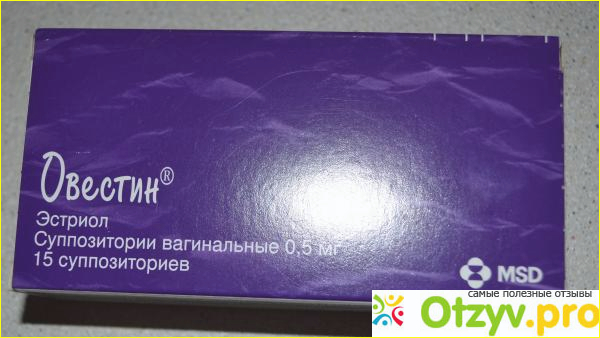 Овестин®
Эстриол
Суппозитории вагинальные 0,5 мг
15 суппозиториев
MSD
самые полезные отзывы
Otzyv.pro